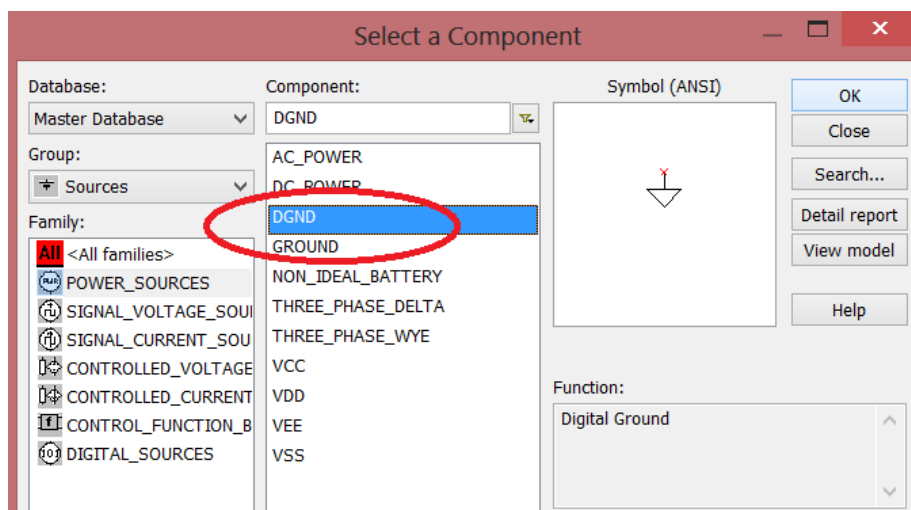 Select a Component
Database:
Master Database
Group:
Sources
Family:
All <All families>
POWER_SOURCES
SIGNAL_VOLTAGE_SOU
SIGNAL_CURRENT_SOU
CONTROLLED_VOLTAGE
CONTROLLED_CURRENT
CONTROL_FUNCTION_B
DIGITAL_SOURCES
Component:
DGND
AC_POWER
DC_POWER
DGND
GROUND
NON_IDEAL_BATTERY
THREE_PHASE_DELTA
THREE_PHASE_WYE
VCC
VDD
VEE
VSS
Symbol (ANSI)
Function:
Digital Ground
OK
Close
Search...
Detail report
View model
Help